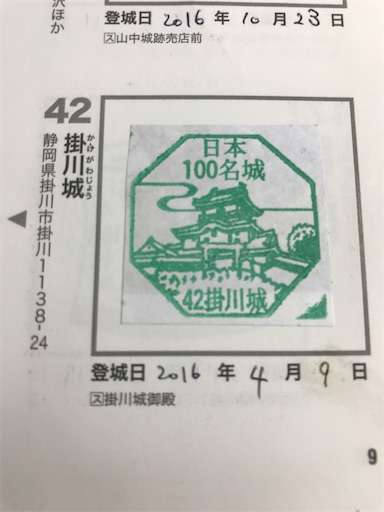 沢ほか
登城日 2016 年 10 月 23 日
ス山中城跡売店前
42
掛川城
かけがわじょう
静岡県掛川市掛川1138-24
日本
100名城
42掛川城
登城日 2016 年 4 月 9 日
ス掛川城御殿
9